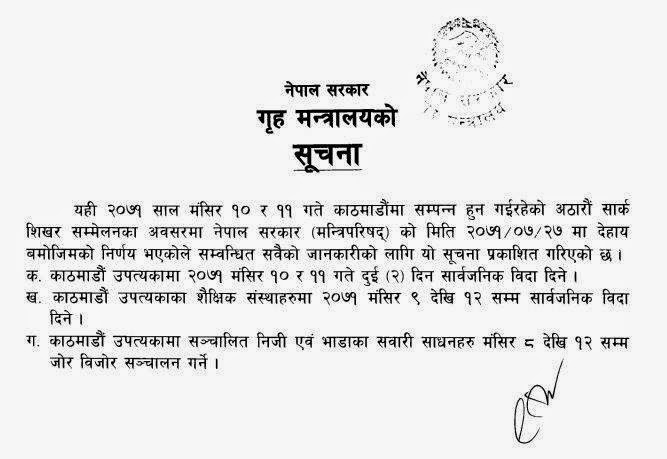 नेपाल सरकार
नेपाल सरकार
गृह मन्त्रालयको
सूचना
यही २०७१ साल मंसिर १० र ११ गते काठमाडौंमा सम्पन्न हुन गईरहेको अठारौं सार्क
शिखर सम्मेलनका अवसरमा नेपाल सरकार (मन्त्रिपरिषद्) को मिति २०७१/०७/२७ मा देहाय
बमोजिमको निर्णय भएकोले सम्वन्धित सवैको जानकारीको लागि यो सूचना प्रकाशित गरिएको छ ।
क. काठमाडौं उपत्यकामा २०७१ मंसिर १० र ११ गते दुई (२) दिन सार्वजनिक विदा दिने ।
ख. काठमाडौं उपत्यकाका शैक्षिक संस्थाहरुमा २०७१ मंसिर ९ देखि १२ सम्म सार्वजनिक विदा
दिने ।
ग. काठमाडौं उपत्यकामा सञ्चालित निजी एवं भाडाका सवारी साधनहरु मंसिर ८ देखि १२ सम्म
जोर विजोर सञ्चालन गर्ने ।